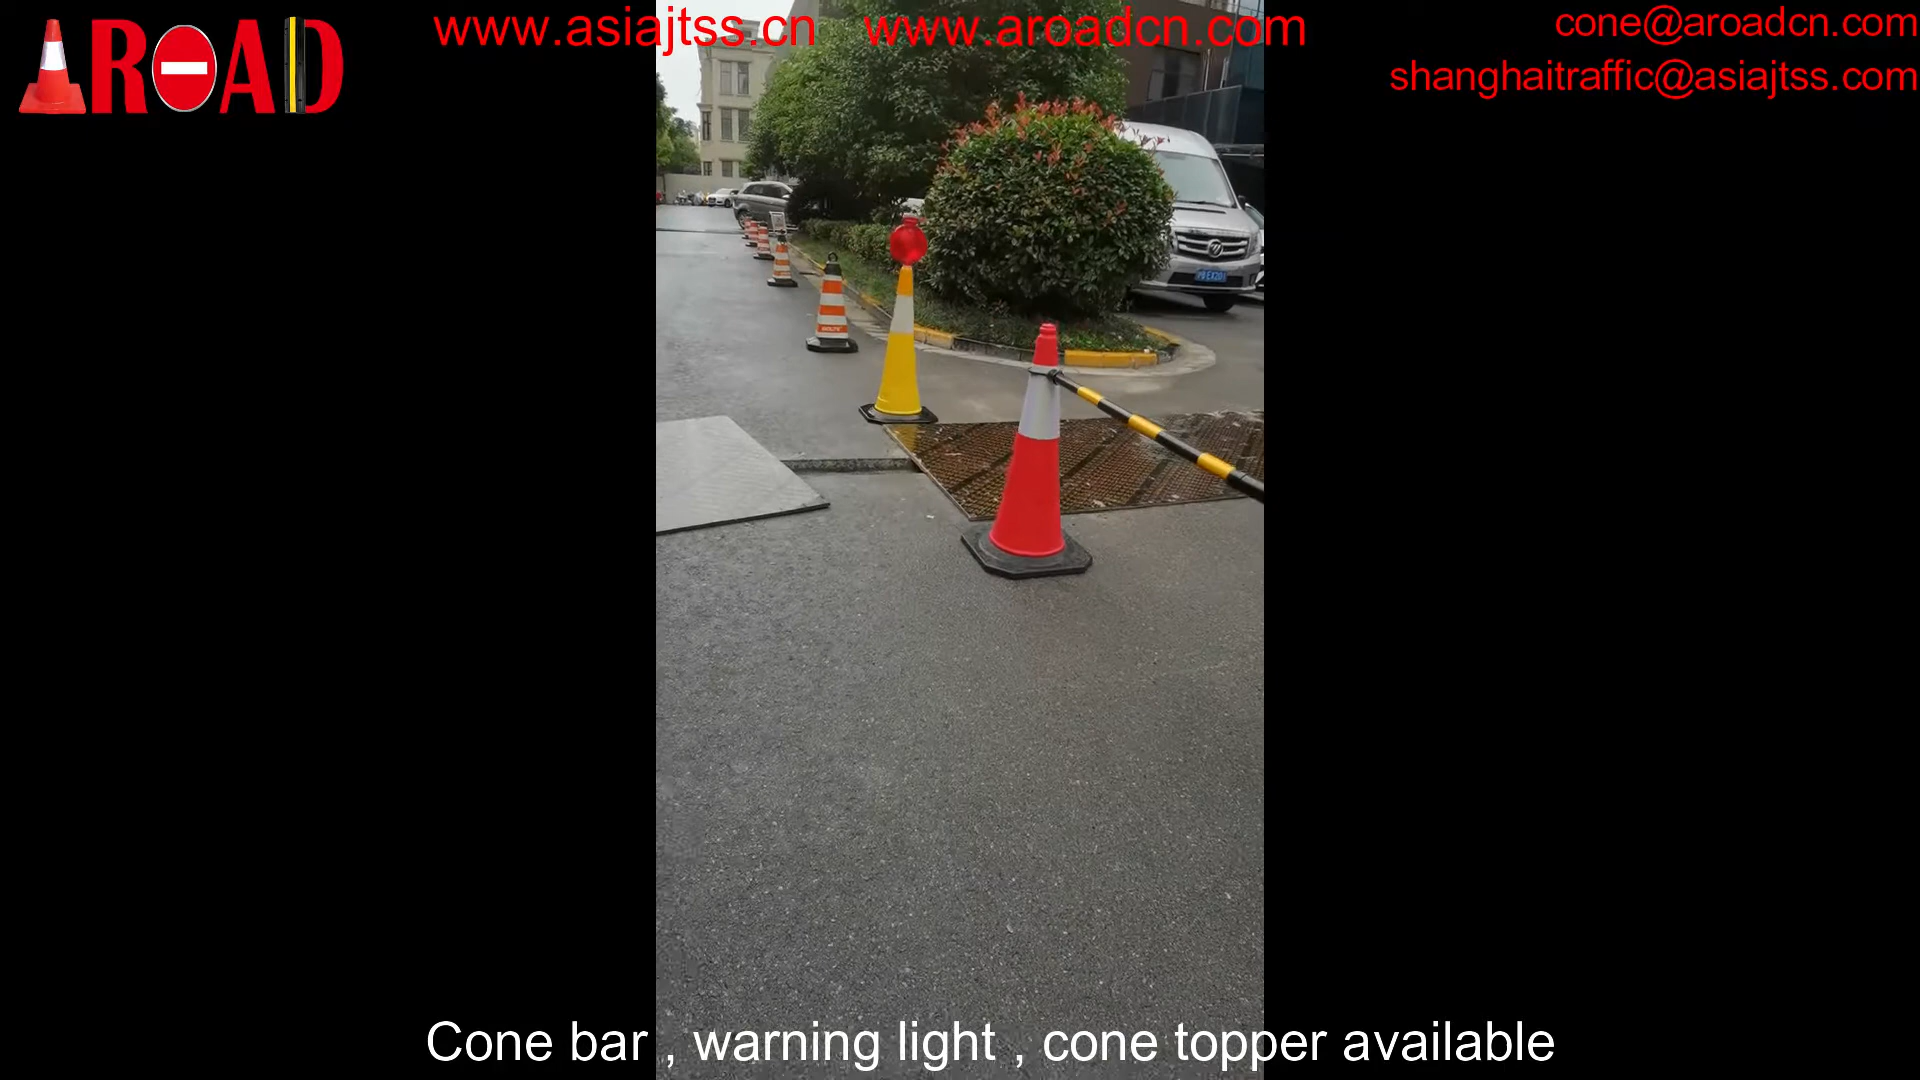 AROAD
www.asiajtss.cn www.aroadcn.com
cone@aroadcn.com
shanghaitraffic@asiajtss.com
Cone bar , warning light , cone topper available